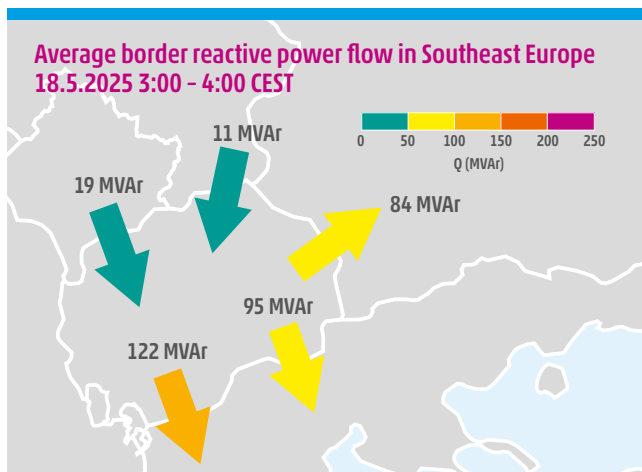 Average border reactive power flow in Southeast Europe
18.5.2025 3:00 – 4:00 CEST
11 MVAr
0 50 100 150 200 250
Q (MVAr)
19 MVAr
84 MVAr
95 MVAr
122 MVAr